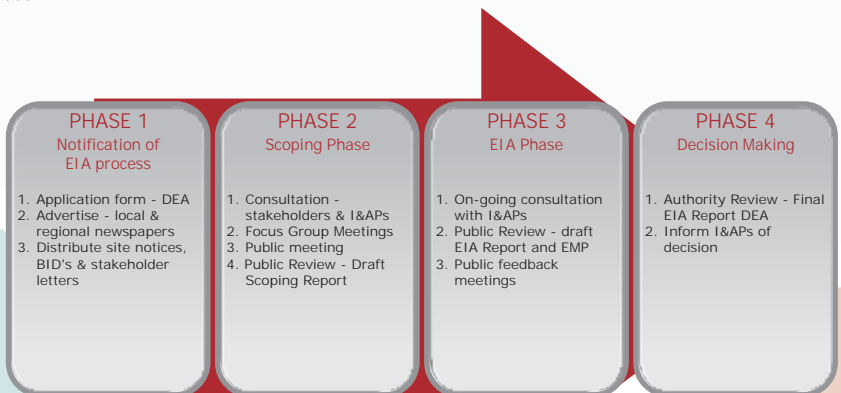 PHASE 1
Notification of
EIA process
1. Application form - DEA
2. Advertise - local &
regional newspapers
3. Distribute site notices,
BID's & stakeholder
letters
PHASE 2
Scoping Phase
1. Consultation -
stakeholders & I&APs
2. Focus Group Meetings
3. Public meeting
4. Public Review - Draft
Scoping Report
PHASE 3
EIA Phase
1. On-going consultation
with I&APs
2. Public Review - draft
EIA Report and EMP
3. Public feedback
meetings
PHASE 4
Decision Making
1. Authority Review - Final
EIA Report DEA
2. Inform I&APs of
decision